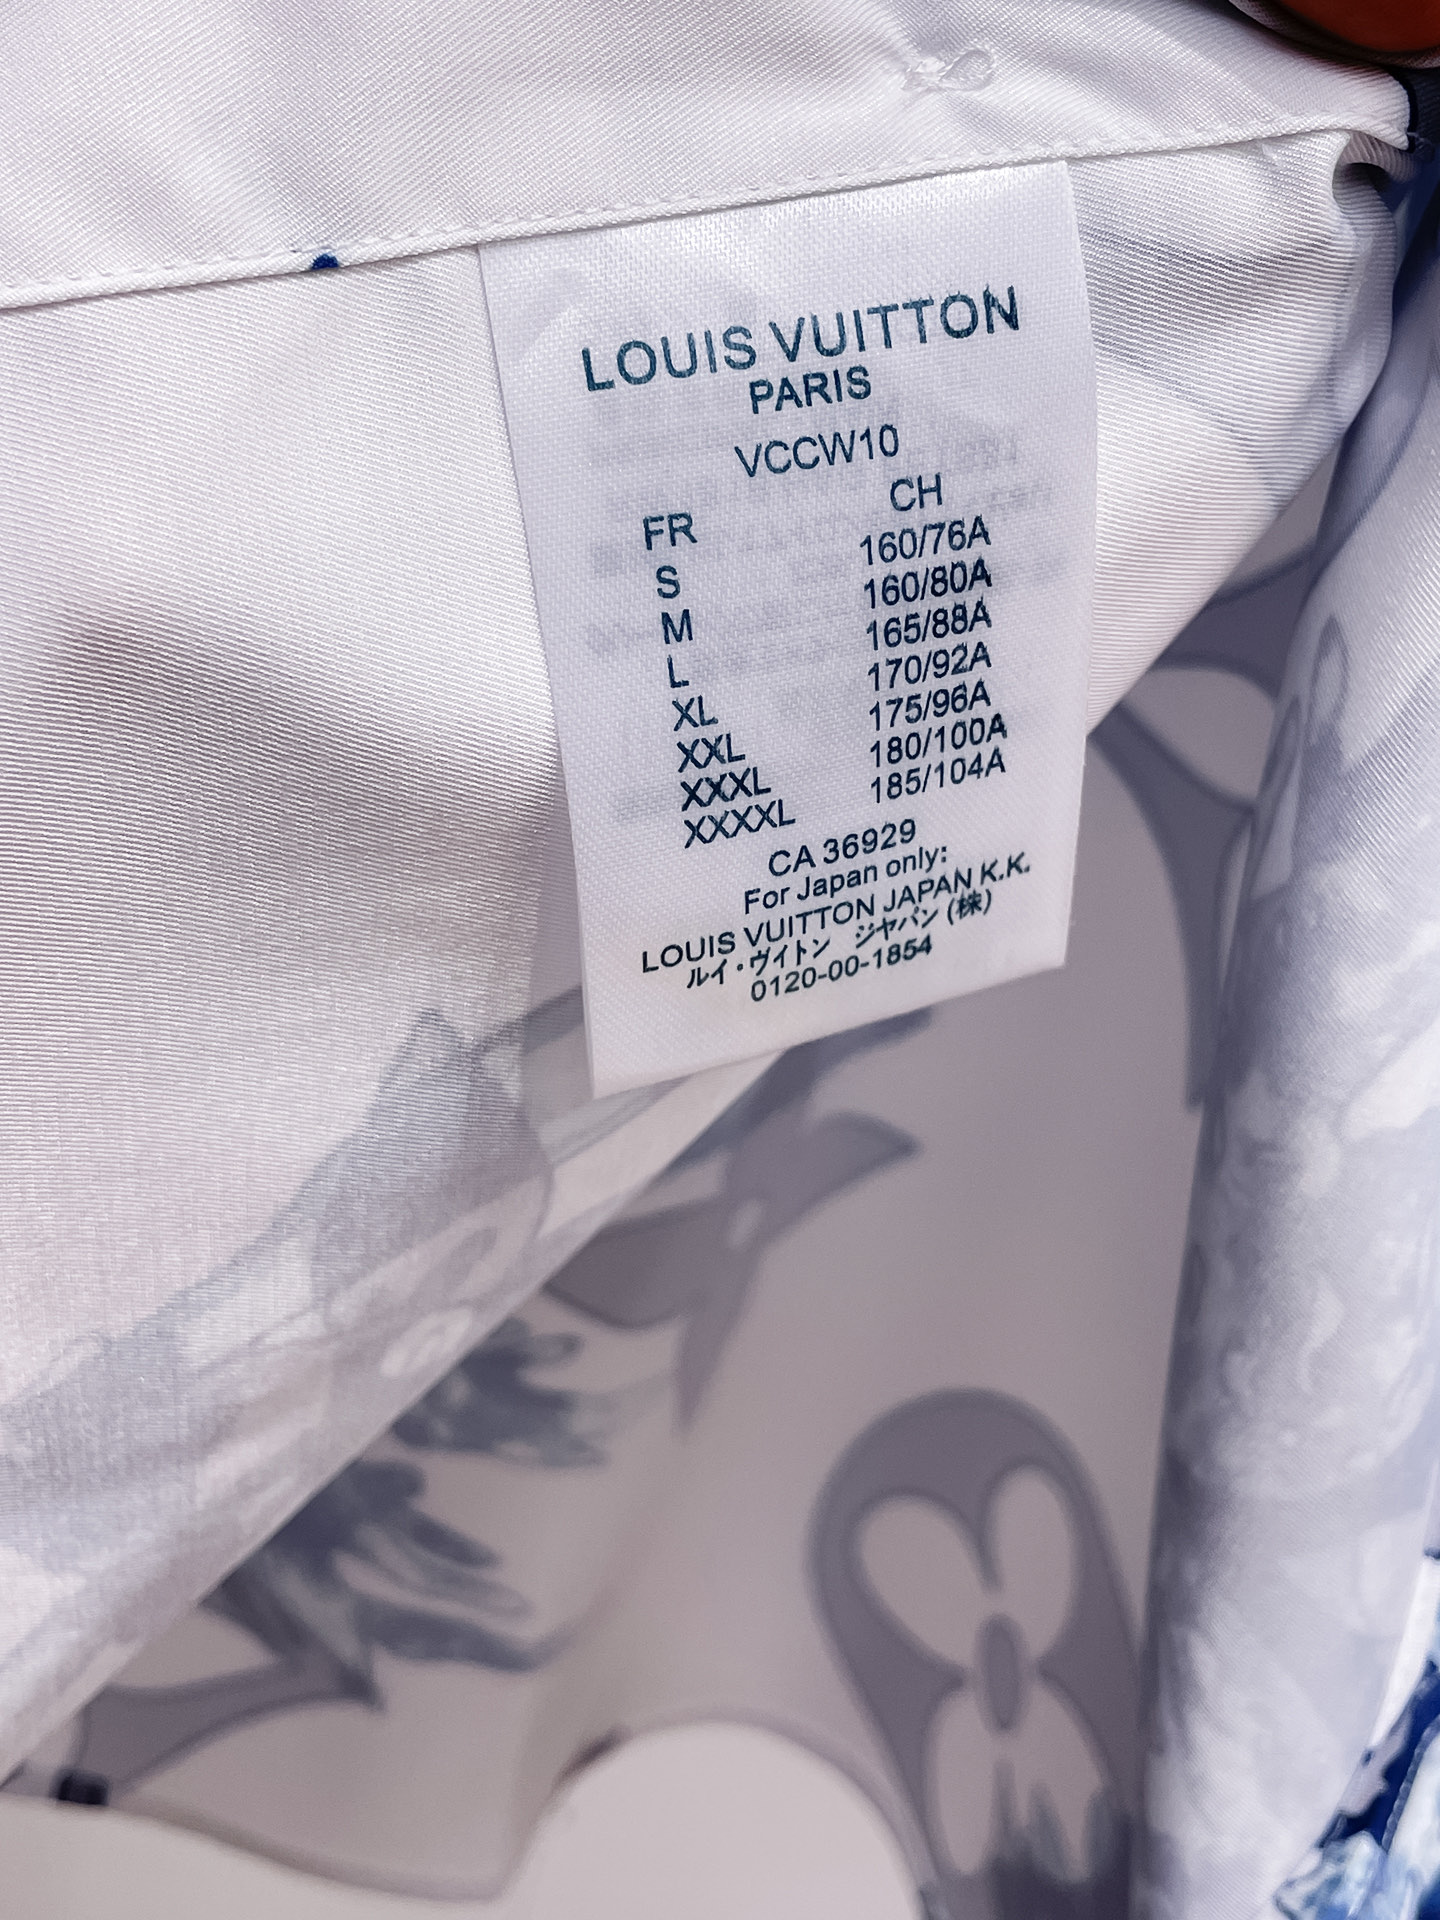 LOUIS VUITTON
PARIS
VCCW10
FR CH
S 160/76A
M 160/80A
L 165/88A
XL 170/92A
XXL 175/96A
XXXL 180/100A
XXXXL 185/104A
CA 36929
For Japan only:
LOUIS VUITTON JAPAN K.K.
ルイ・ヴイトン ジャパン (株)
0120-00-1854